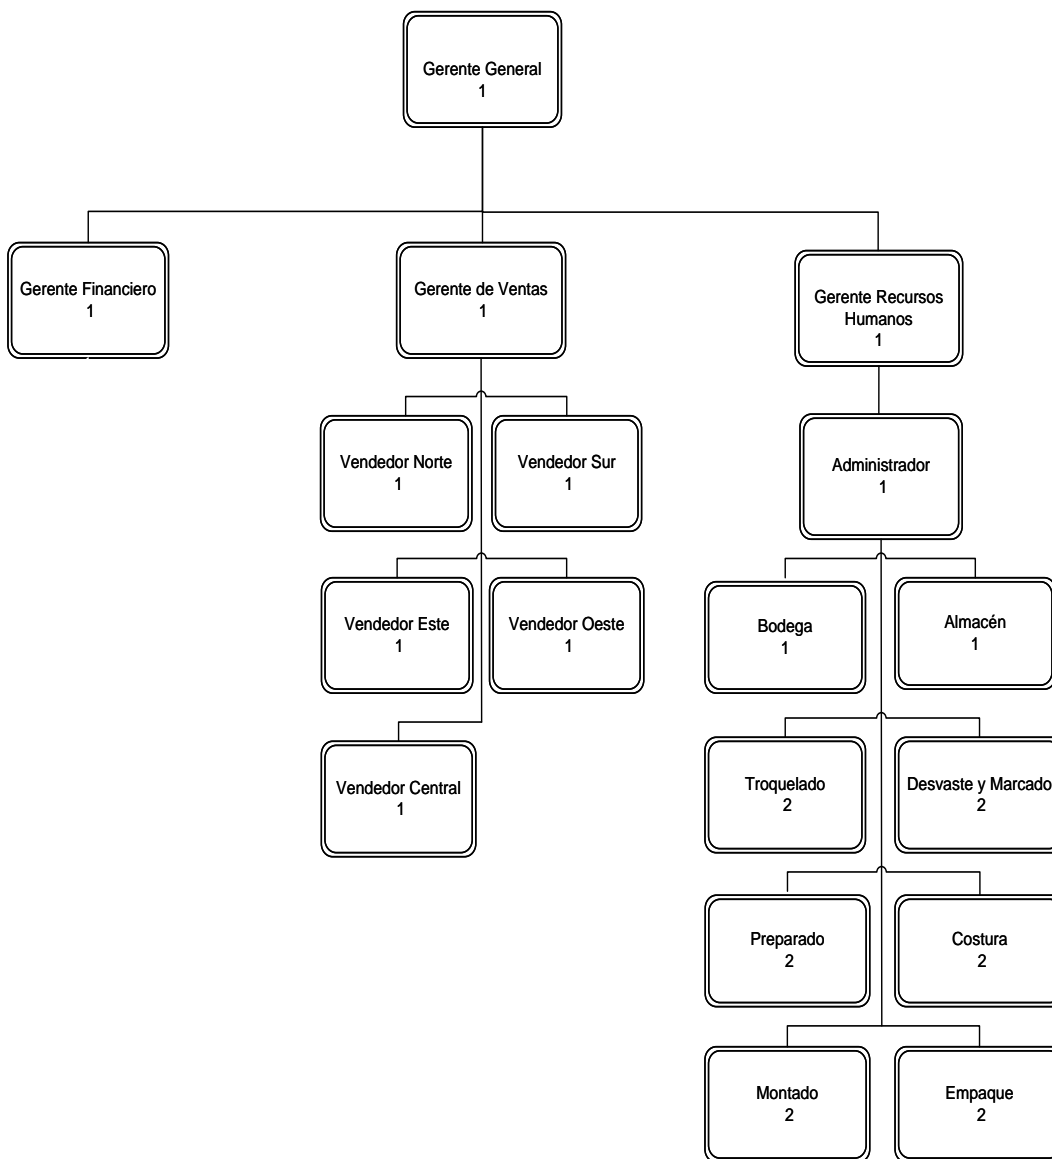 Gerente General
1
Gerente Financiero
1
Gerente de Ventas
1
Gerente Recursos
Humanos
1
Vendedor Norte
1
Vendedor Sur
1
Administrador
1
Vendedor Este
1
Vendedor Oeste
1
Bodega
1
Almacén
1
Vendedor Central
1
Troquelado
2
Desvaste y Marcado
2
Preparado
2
Costura
2
Montado
2
Empaque
2